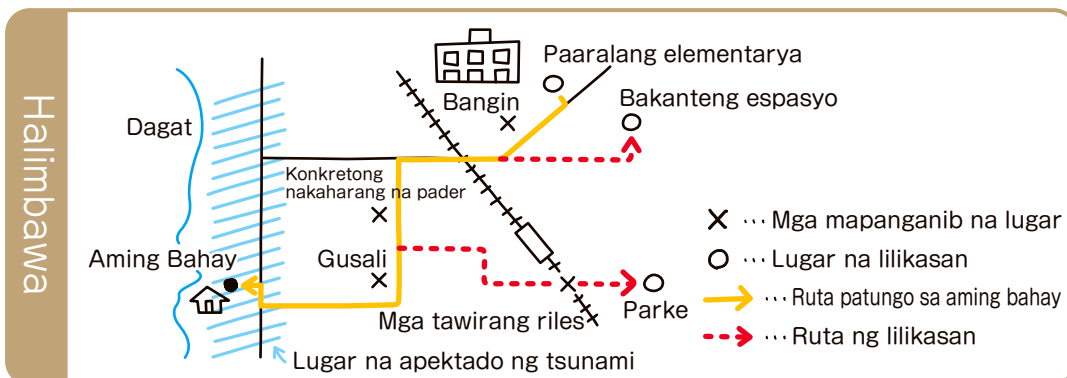 Halimbawa
Paaralang elementarya
Bangin
Bakanteng espasyo
Dagat
Konkretong
nakaharang na pader
Aming Bahay
Gusali
Mga tawirang riles
Parke
Lugar na apektado ng tsunami
× ··· Mga mapanganib na lugar
○ ··· Lugar na lilikasan
··· Ruta patungo sa aming bahay
··· Ruta ng lilikasan